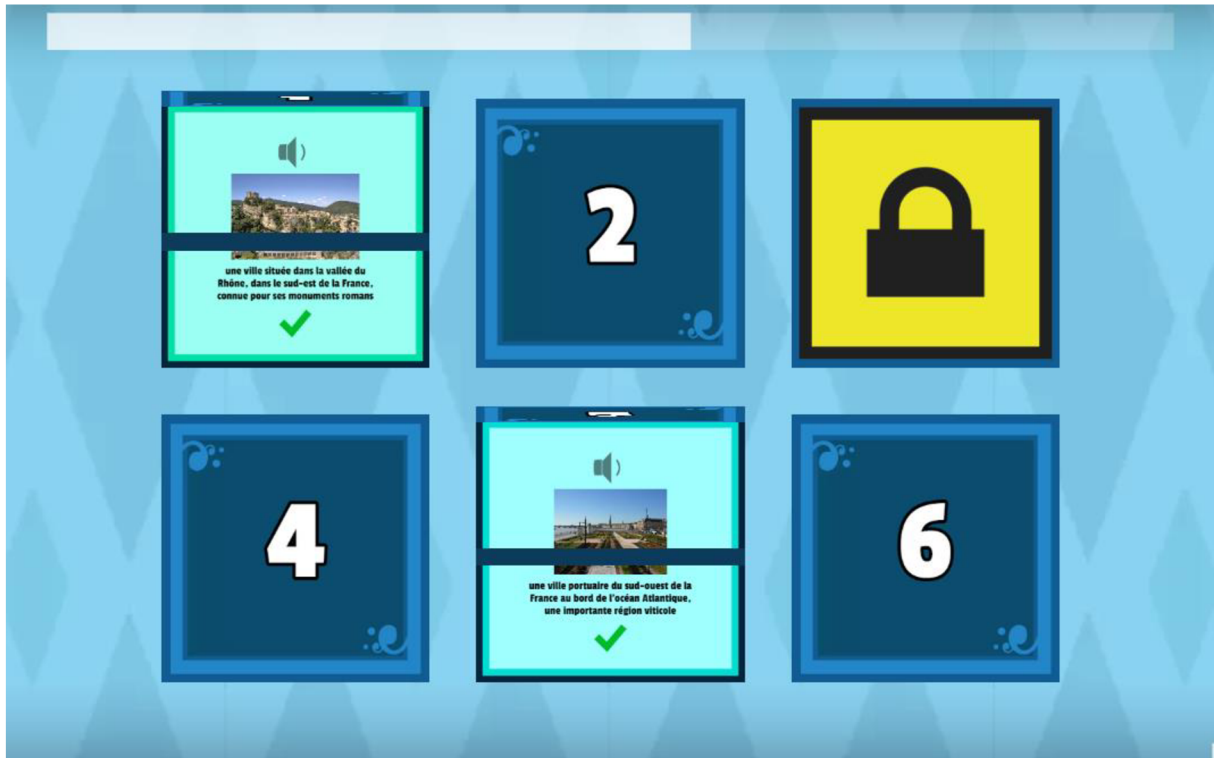 une ville située dans la vallée du
Rhône, dans le sud-est de la France,
connue pour ses monuments romans
2
4
une ville portuaire du sud-ouest de la
France au bord de l'océan Atlantique,
une importante région viticole
6